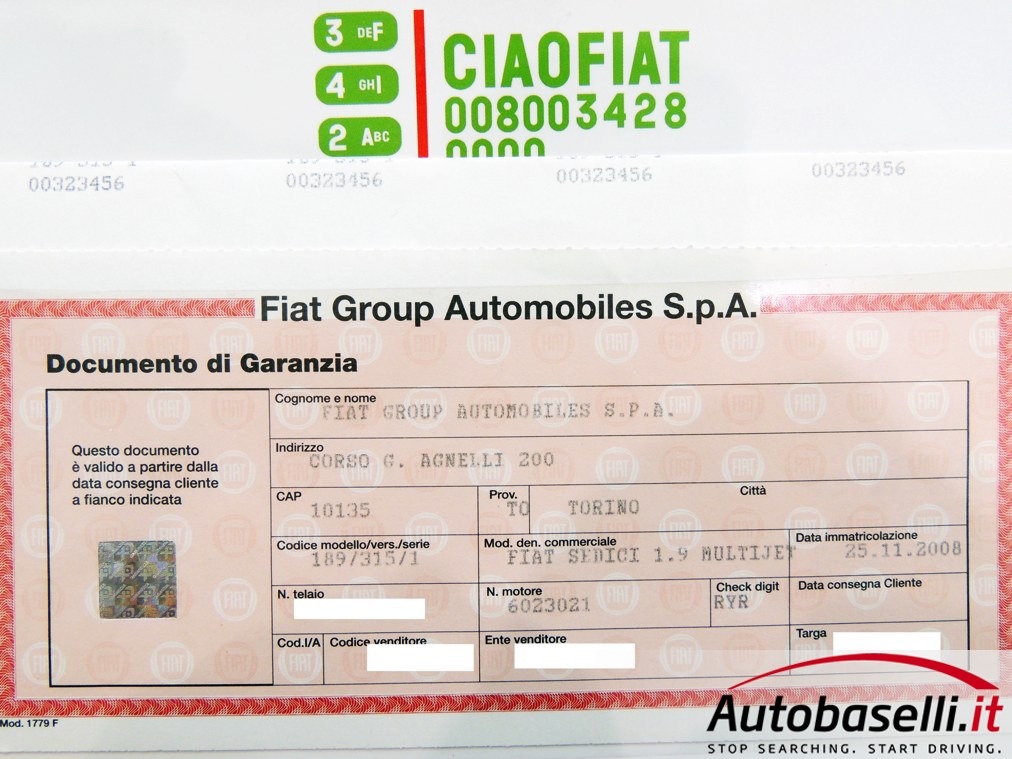 3 DEF
4 GHI
2 ABC
CIAOFIAT
008003428
0000
00323456 00323456 00323456 00323456
Fiat Group Automobiles S.p.A.
Documento di Garanzia
Questo documento
è valido a partire dalla
data consegna cliente
a fianco indicata
Cognome e nome
FIAT GROUP AUTOMOBILES S.P.A.
Indirizzo
CORSO G. AGNELLI 200
CAP
10135
Prov.
TO
Città
TORINO
Codice modello/vers./serie
189/315/1
Mod. den. commerciale
FIAT SEDICI 1.9 MULTIJET
Data immatricolazione
25.11.2008
N. telaio
N. motore
6023021
Check digit
RYR
Data consegna Cliente
Cod.I/A
Codice venditore
Ente venditore
Targa
Mod. 1779 F
Autobaselli.it
STOP SEARCHING. START DRIVING.